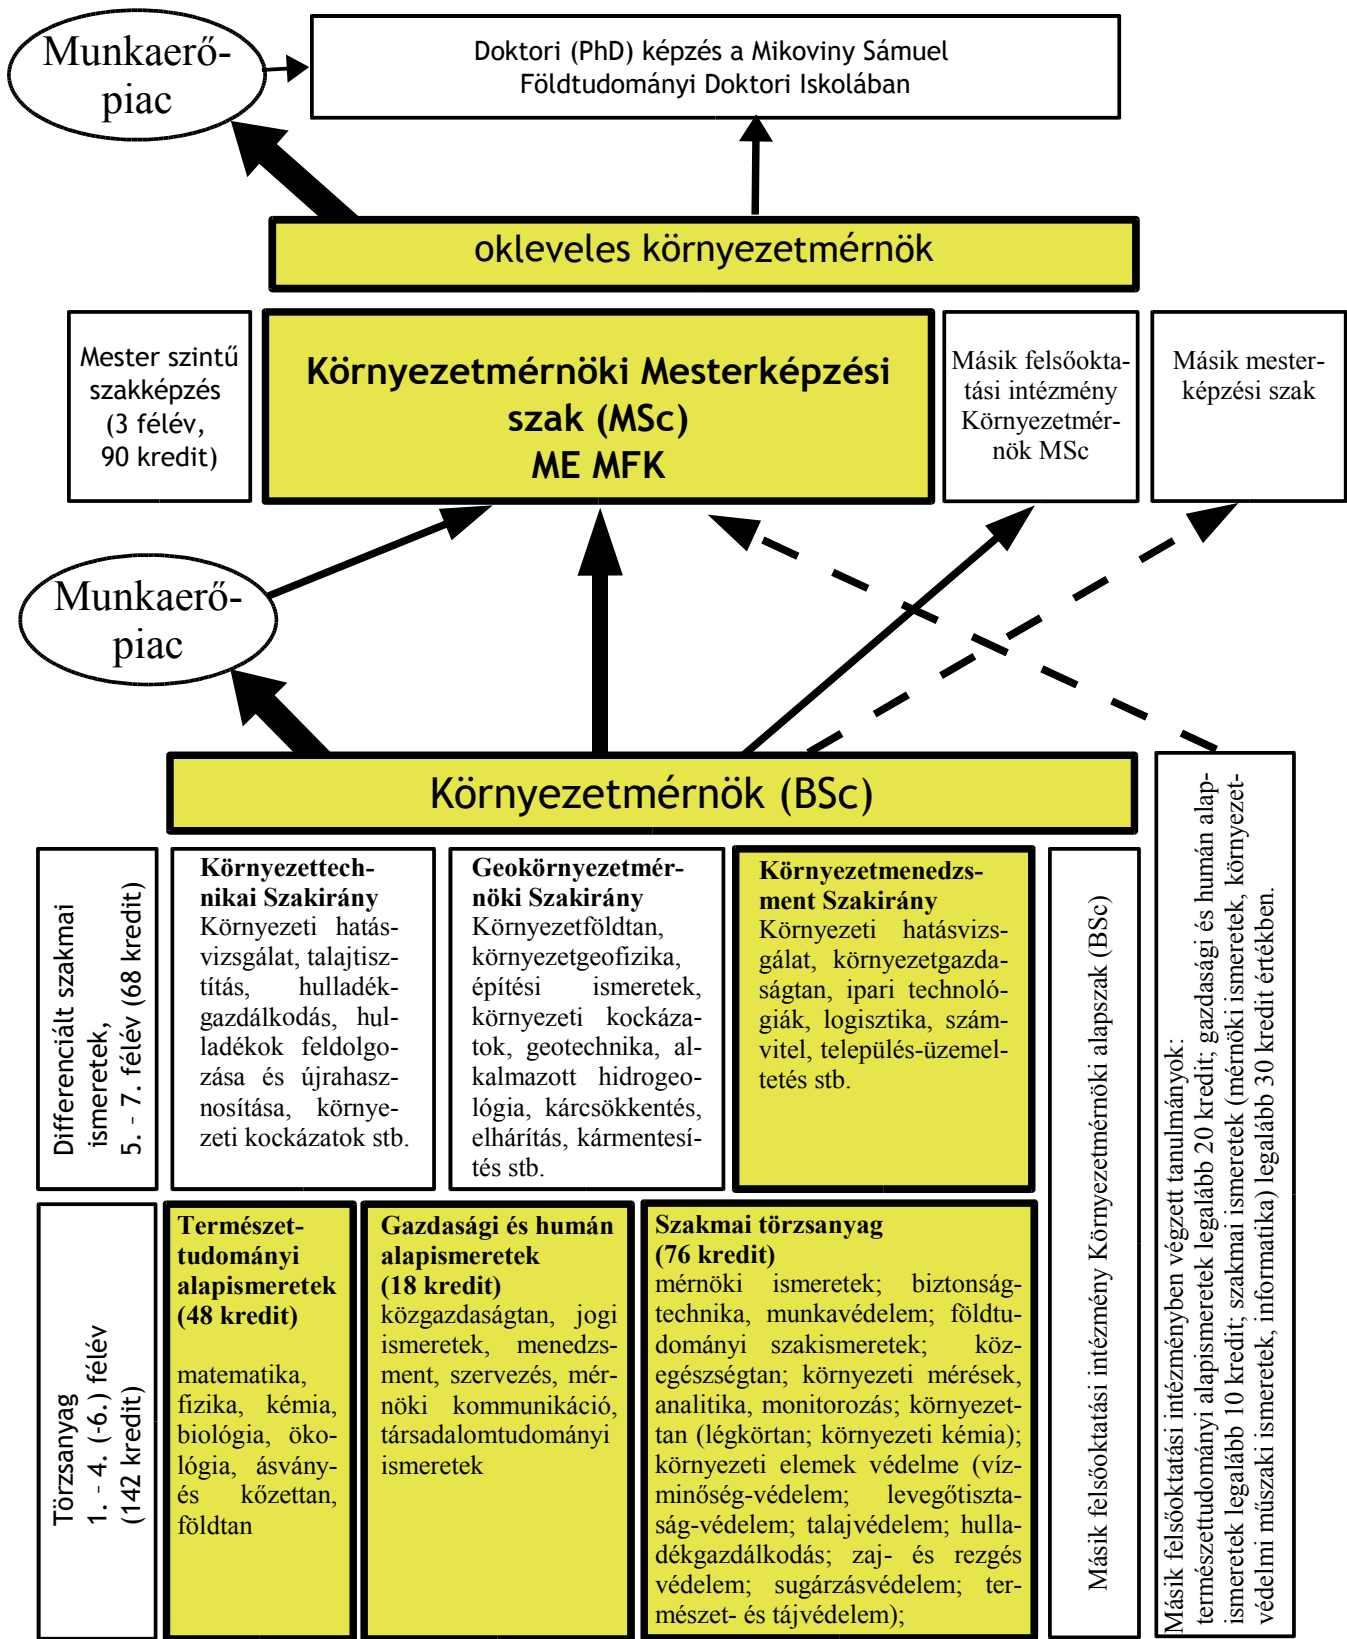 Munkaerő-
piac
Doktori (PhD) képzés a Mikoviny Sámuel
Földtudományi Doktori Iskolában
okleveles környezetmérnök
Mester szintű
szakképzés
(3 félév,
90 kredit)
Környezetmérnöki Mesterképzési
szak (MSc)
ME MFK
Másik felsőokta-
tási intézmény
Környezetmér-
nök MSc
Másik mester-
képzési szak
Munkaerő-
piac
Környezetmérnök (BSc)
Differenciált szakmai
ismeretek,
5. - 7. félév (68 kredit)
Környezettech-
nikai Szakirány
Környezeti hatás-
vizsgálat, talajtisz-
títás, hulladék-
gazdálkodás, hul-
ladékok feldolgo-
zása és újrahasz-
nosítása, környe-
zeti kockázatok stb.
Geokörnyezetmér-
nöki Szakirány
Környezetföldtan,
környezetgeofizika,
építési ismeretek,
környezeti kockáza-
tok, geotechnika, al-
kalmazott hidrogeo-
lógia, kárcsökkentés,
elhárítás, kármentesí-
tés stb.
Környezetmenedzs-
ment Szakirány
Környezeti hatásvizs-
gálat, környezetgazda-
ságtan, ipari technoló-
giák, logisztika, szám-
vitel, település-üzemel-
tetés stb.
Törzsanyag
1. - 4. (-6.) félév
(142 kredit)
Természet-
tudományi
alapismeretek
(48 kredit)
matematika,
fizika, kémia,
biológia, öko-
lógia, ásvány-
és kőzettan,
földtan
Gazdasági és humán
alapismeretek
(18 kredit)
közgazdaságtan, jogi
ismeretek, menedzs-
ment, szervezés, mér-
nöki kommunikáció,
társadalomtudományi
ismeretek
Szakmai törzsanyag
(76 kredit)
mérnöki ismeretek; biztonság-
technika, munkavédelem; földtu-
dományi szakismeretek; köz-
egészségtan; környezeti mérések,
analitika, monitorozás; környezet-
tan (légkörtan; környezeti kémia);
környezeti elemek védelme (víz-
minőség-védelem; levegőtiszta-
ság-védelem; talajvédelem; hulla-
dékgazdálkodás; zaj- és rezgés
védelem; sugárzásvédelem; ter-
mészet- és tájvédelem);
Másik felsőoktatási intézmény Környezetmérnöki alapszak (BSc)
Másik felsőoktatási intézményben végzett tanulmányok:
természettudományi alapismeretek legalább 20 kredit; gazdasági és humán alap-
ismeretek legalább 10 kredit; szakmai ismeretek (mérnöki ismeretek, környezet-
védelmi műszaki ismeretek, informatika) legalább 30 kredit értékben.